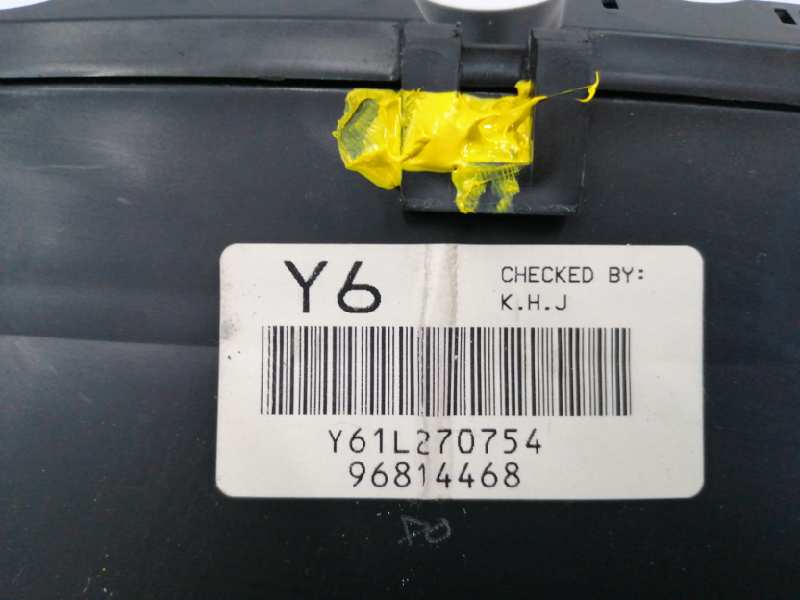 Y6
CHECKED BY:
K.H.J
Y61L270754
96814468